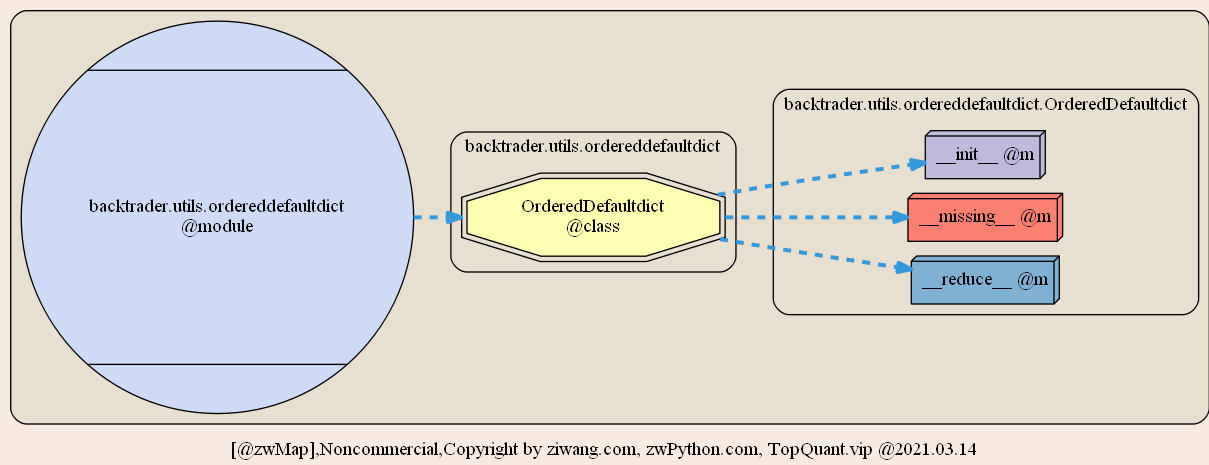 backtrader.utils.ordereddefaultdict
@module
backtrader.utils.ordereddefaultdict
OrderedDefaultdict
@class
backtrader.utils.ordereddefaultdict.OrderedDefaultdict
__init__ @m
__missing__ @m
__reduce__ @m
[@zwMap],Noncommercial,Copyright by ziwang.com, zwPython.com, TopQuant.vip @2021.03.14